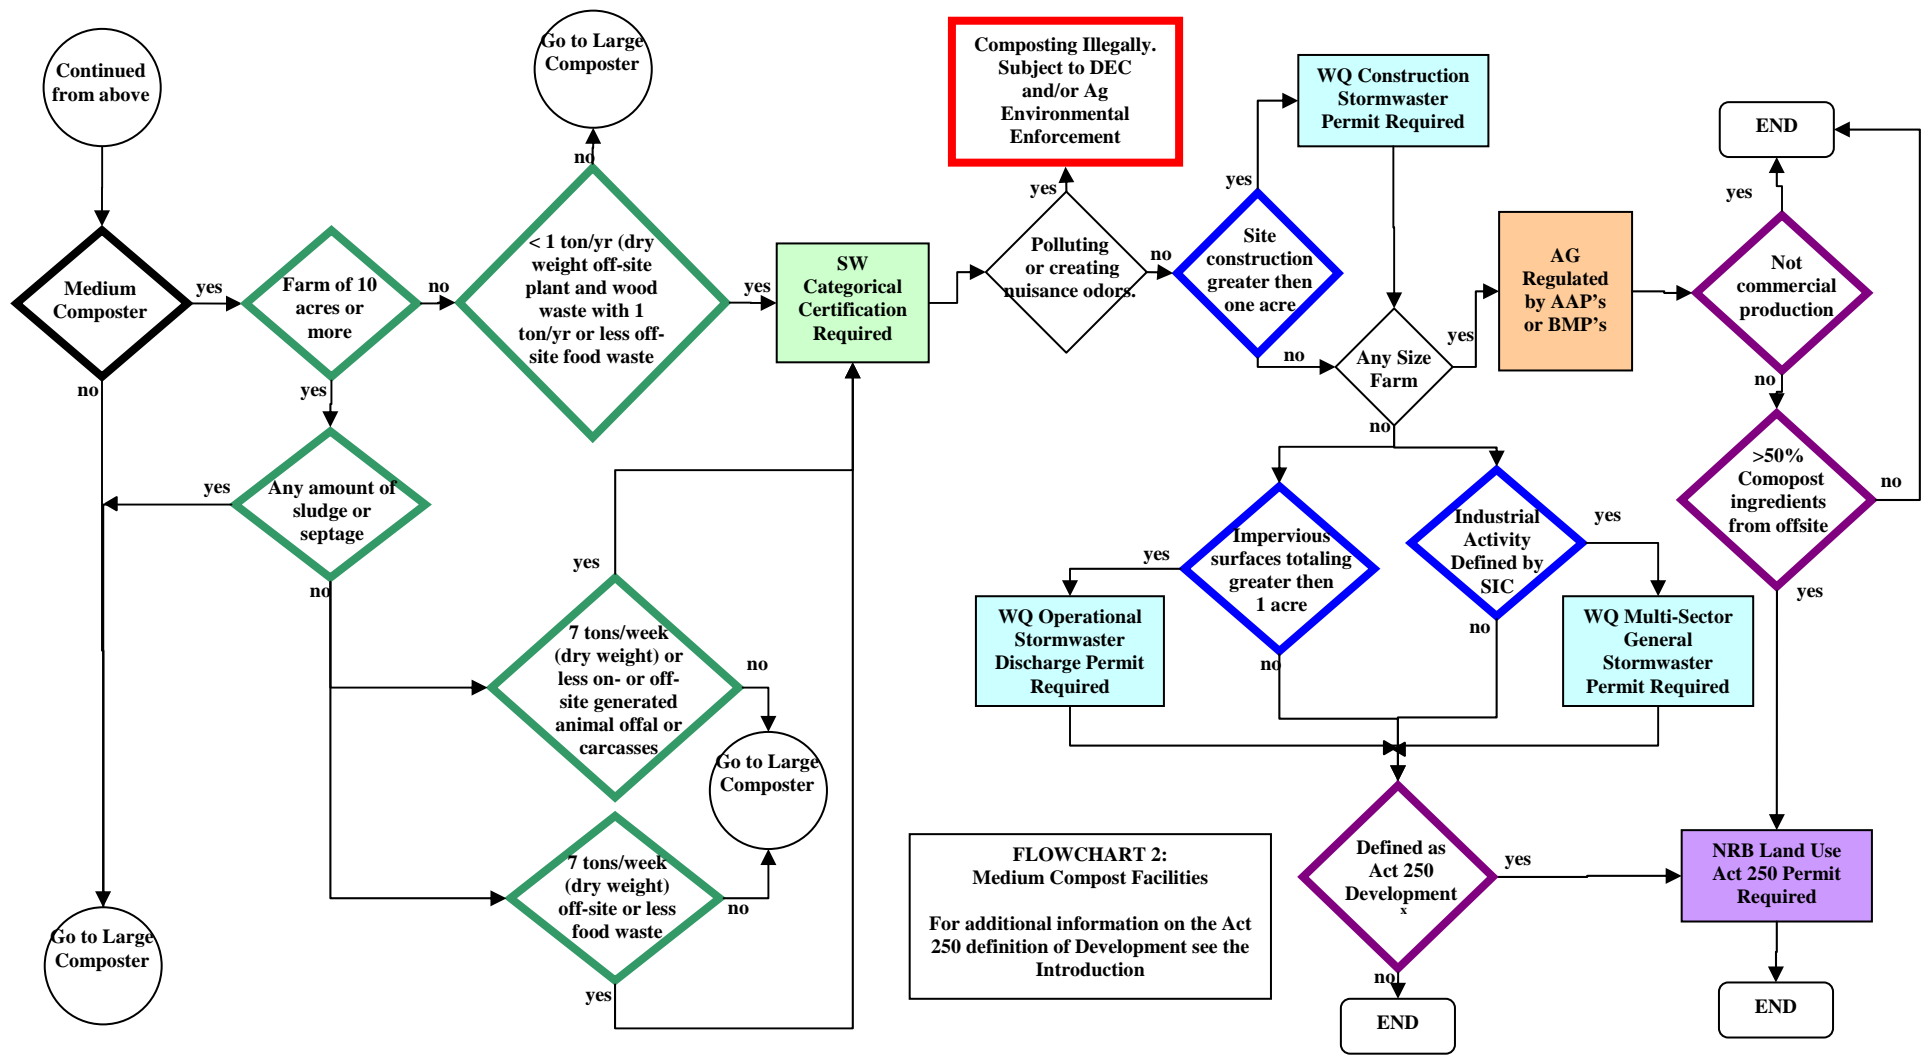 Continued
from above
Go to Large
Composter
no
Composting Illegally.
Subject to DEC
and/or Ag
Environmental
Enforcement
yes
WQ Construction
Stormwaster
Permit Required
yes
END
yes
Medium
Composter
yes
no
Farm of 10
acres or
more
no
yes
< 1 ton/yr (dry
weight off-site
plant and wood
waste with 1
ton/yr or less off-
site food waste
yes
SW
Categorical
Certification
Required
Polluting
or creating
nuisance odors.
no
Site
construction
greater then
one acre
no
Any Size
Farm
yes
no
AG
Regulated
by AAP's
or BMP's
Not
commercial
production
no
>50%
Comopost
ingredients
from offsite
no
yes
Any amount of
sludge or
septage
yes
no
yes
7 tons/week
(dry weight) or
less on- or off-
site generated
animal offal or
carcasses
no
Go to Large
Composter
7 tons/week
(dry weight)
off-site or less
food waste
no
yes
Go to Large
Composter
Impervious
surfaces totaling
greater then
1 acre
yes
no
Industrial
Activity
Defined by
SIC
yes
no
WQ Operational
Stormwaster
Discharge Permit
Required
WQ Multi-Sector
General
Stormwaster
Permit Required
FLOWCHART 2:
Medium Compost Facilities
For additional information on the Act
250 definition of Development see the
Introduction
Defined as
Act 250
Development
x
yes
no
NRB Land Use
Act 250 Permit
Required
END
END